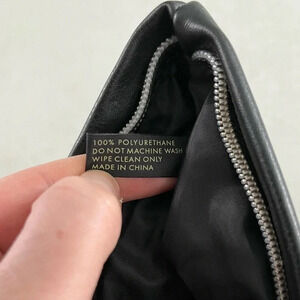 100% POLYURETHANE
DO NOT MACHINE WASH
WIPE CLEAN ONLY
MADE IN CHINA